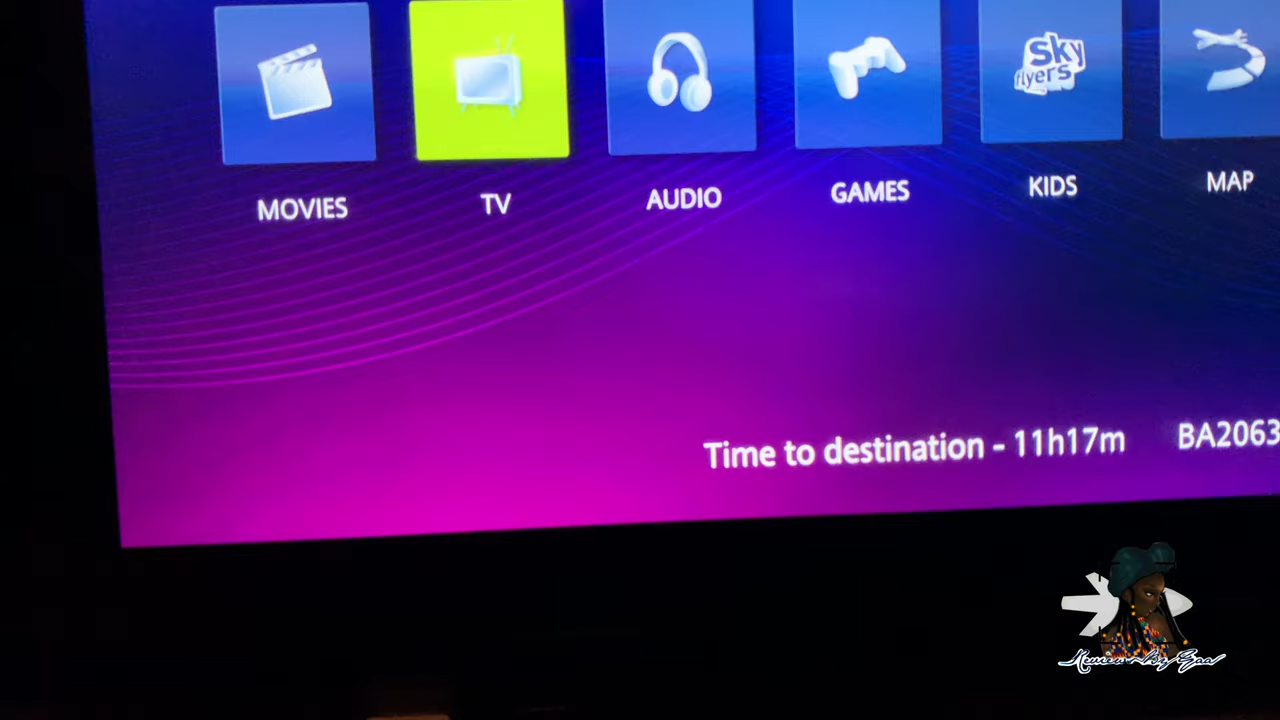 sky
flyers
MOVIES TV AUDIO GAMES KIDS MAP
Time to destination - 11h17m BA2063